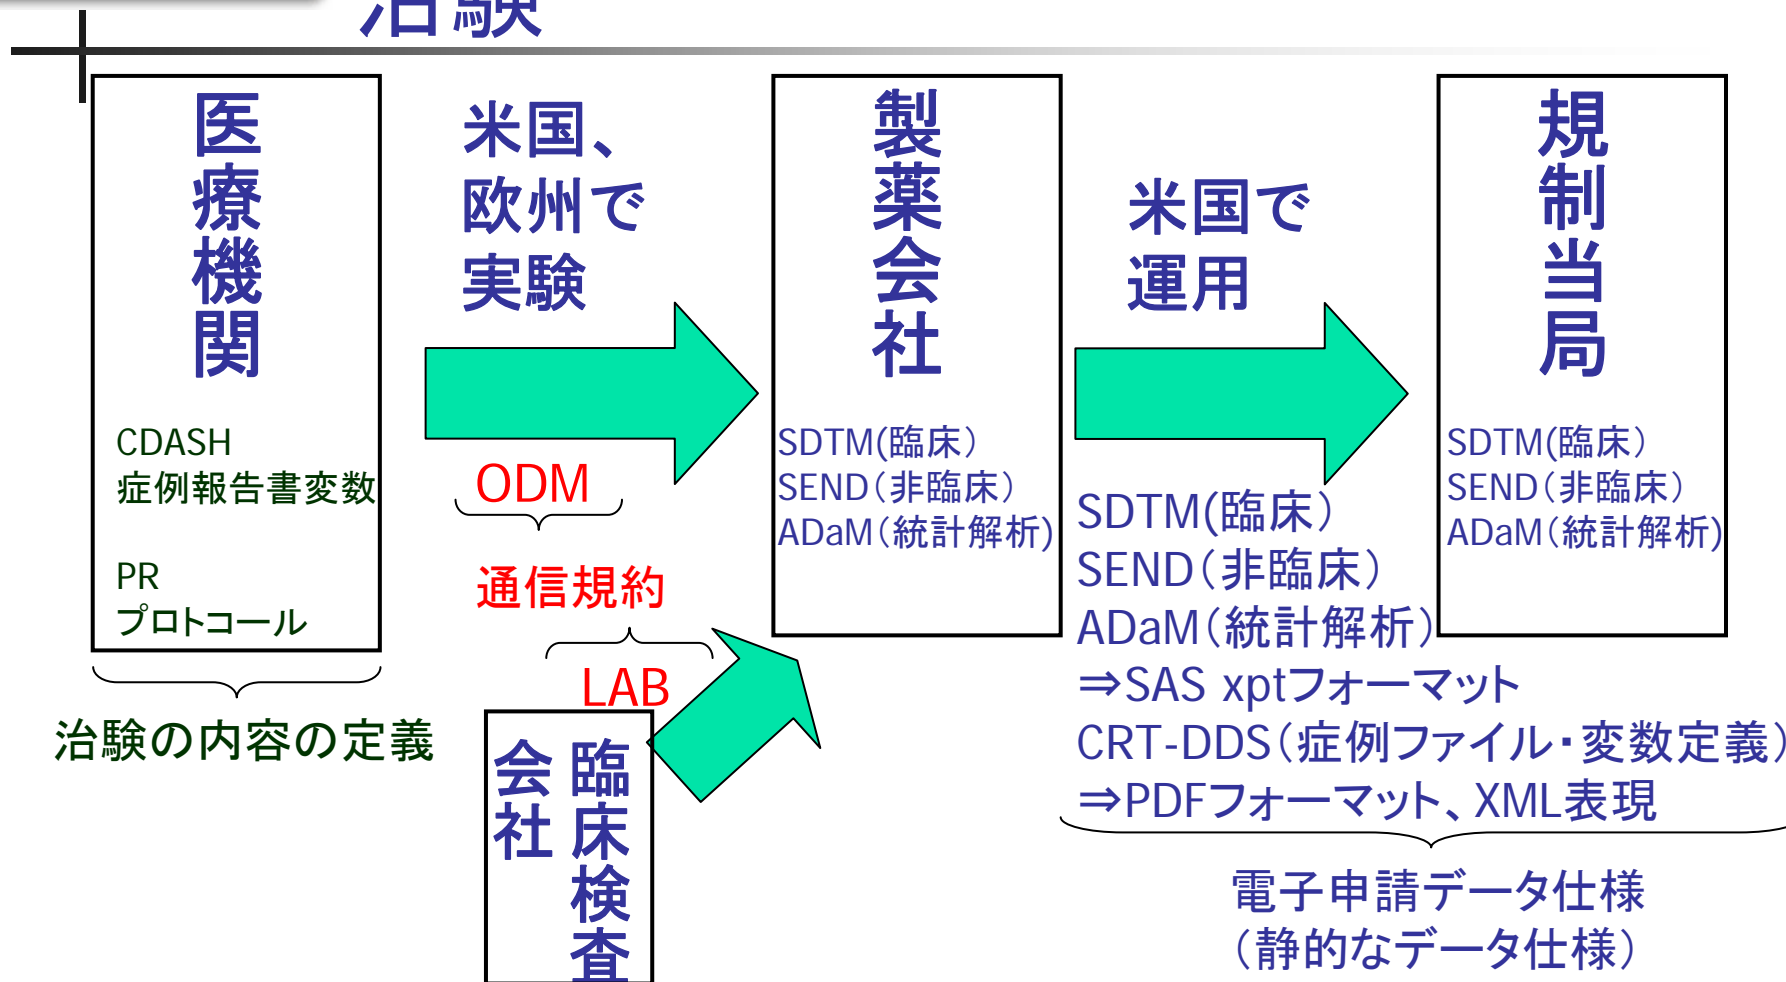 治験
医療機関
CDASH
症例報告書変数
PR
プロトコール
治験の内容の定義
米国、
欧州で
実験
ODM
通信規約
LAB
臨床検査
会社
製薬会社
SDTM(臨床）
SEND（非臨床）
ADaM（統計解析)
米国で
運用
SDTM(臨床）
SEND（非臨床）
ADaM（統計解析）
⇒SAS xptフォーマット
CRT-DDS（症例ファイル・変数定義）
⇒PDFフォーマット、XML表現
電子申請データ仕様
（静的なデータ仕様）
規制当局
SDTM(臨床）
SEND（非臨床）
ADaM（統計解析)